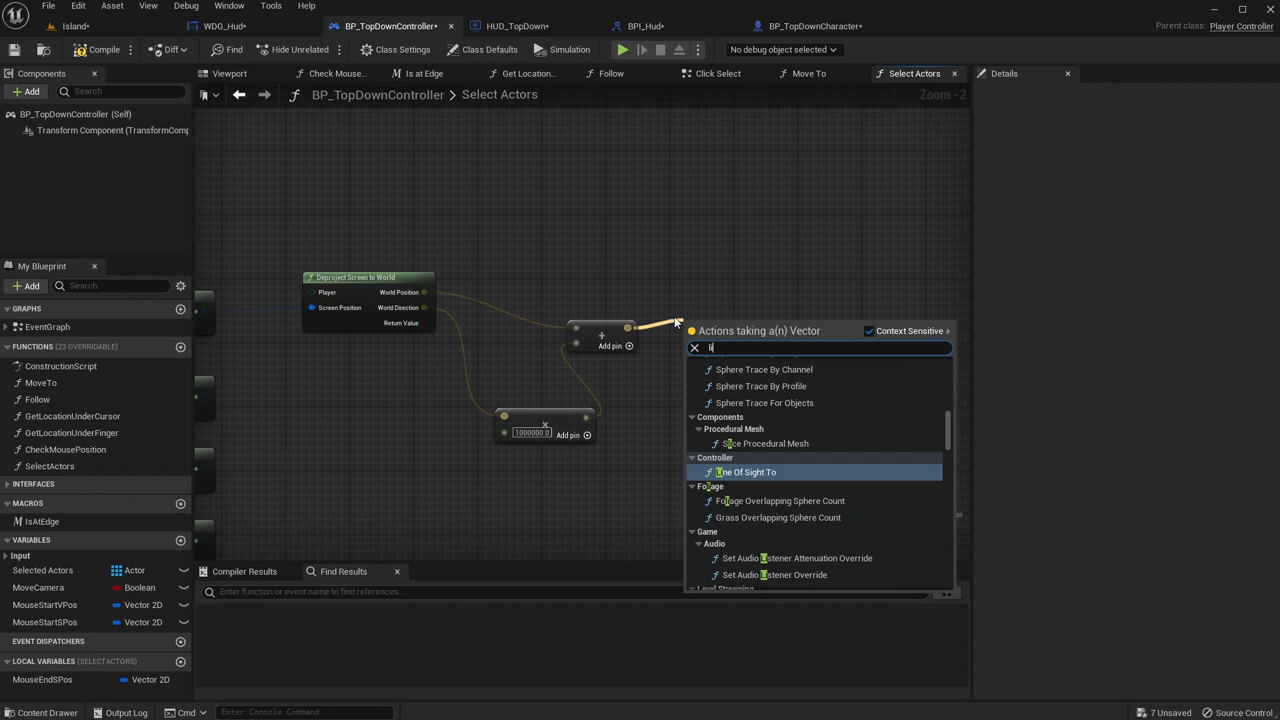 File Edit Asset View Debug Window Tools Help
Island• WDG_Hud• BP_TopDownController• HUD_TopDown• BPI_Hud• BP_TopDownCharacter• Parent class: Player Controller
Compile Diff Find Hide Unrelated Class Settings Class Defaults Simulation No debug object selected
Components Viewport Check Mouse... Is at Edge Get Location... Follow Click Select Move To Select Actors Details
Add Search BP_TopDownController > Select Actors Zoom -2
BP_TopDownController (Self)
Transform Component (TransformComp
My Blueprint
Add Search
GRAPHS
EventGraph
FUNCTIONS (23 OVERRIDABLE)
ConstructionScript
MoveTo
Follow
GetLocationUnderCursor
GetLocationUnderFinger
CheckMousePosition
SelectActors
INTERFACES
MACROS
IsAtEdge
VARIABLES
Input
Selected Actors Actor
MoveCamera Boolean
MouseStartVPos Vector 2D
MouseStartSPos Vector 2D
EVENT DISPATCHERS
LOCAL VARIABLES (SELECTACTORS)
MouseEndSPos Vector 2D
Deproject Screen to World
Player World Position
Screen Position World Direction
Return Value
+
Add pin
x
1000000.0 Add pin
Actions taking a(n) Vector Context Sensitive
li
Sphere Trace By Channel
Sphere Trace By Profile
Sphere Trace For Objects
Components
Procedural Mesh
Slice Procedural Mesh
Controller
Line Of Sight To
Foliage
Foliage Overlapping Sphere Count
Grass Overlapping Sphere Count
Game
Audio
Set Audio Listener Attenuation Override
Set Audio Listener Override
Level Streaming
Compiler Results Find Results
Enter function or event name to find references...
Content Drawer Output Log Cmd Enter Console Command 7 Unsaved Source Control